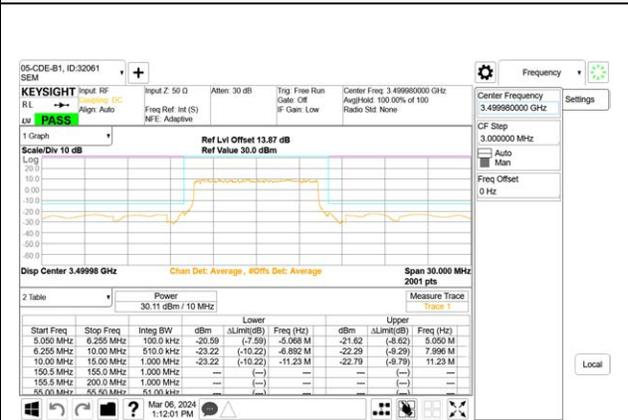 05-CDE-B1, ID:32061
SEM
Frequency
KEYSIGHT Input: RF Input Z: 50 Ω Atten: 30 dB Trig: Free Run Center Freq: 3.499980000 GHz
RL Coupling: DC Gate: Off Avg|Hold: 100.00% of 100
Align: Auto Freq Ref: Int (S) IF Gain: Low Radio Std: None
NFE: Adaptive
LXI PASS
Center Frequency
3.499980000 GHz
Settings
CF Step
3.000000 MHz
Auto
Man
Freq Offset
0 Hz
1 Graph
Ref Lvl Offset 13.87 dB
Scale/Div 10 dB Ref Value 30.0 dBm
Log
20.0
10.0
0.00
-10.0
-20.0
-30.0
-40.0
-50.0
-60.0
Disp Center 3.49998 GHz Chan Det: Average, #Offs Det: Average Span 30.000 MHz
2001 pts
2 Table Power Measure Trace
30.11 dBm / 10 MHz Trace 1
Lower Upper
Start Freq Stop Freq Integ BW dBm ΔLimit(dB) Freq (Hz) dBm ΔLimit(dB) Freq (Hz)
5.050 MHz 6.255 MHz 100.0 kHz -20.59 (-7.59) -5.068 M -21.62 (-8.62) 5.050 M
6.255 MHz 10.00 MHz 510.0 kHz -23.22 (-10.22) -6.892 M -22.29 (-9.29) 7.996 M
10.00 MHz 15.00 MHz 1.000 MHz -23.22 (-10.22) -11.23 M -22.79 (-9.79) 11.23 M
150.5 MHz 155.0 MHz 1.000 MHz --- (---) --- --- (---) ---
155.5 MHz 200.0 MHz 1.000 MHz --- (---) --- --- (---) ---
55.00 MHz 55.50 MHz 51.00 kHz
Local
? Mar 06, 2024
1:12:01 PM